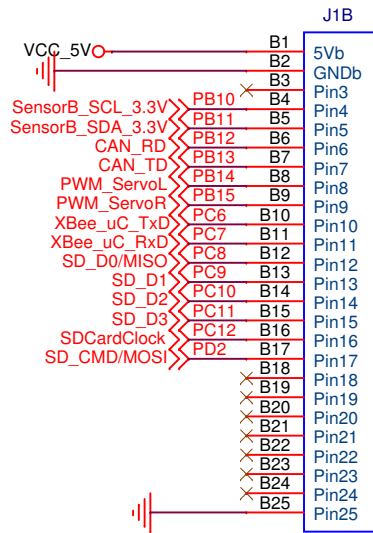 J1B
VCC_5V B1 5Vb
B2 GNDb
B3 Pin3
SensorB_SCL_3.3V PB10 B4 Pin4
SensorB_SDA_3.3V PB11 B5 Pin5
CAN_RD PB12 B6 Pin6
CAN_TD PB13 B7 Pin7
PWM_ServoL PB14 B8 Pin8
PWM_ServoR PB15 B9 Pin9
XBee_uC_TxD PC6 B10 Pin10
XBee_uC_RxD PC7 B11 Pin11
SD_D0/MISO PC8 B12 Pin12
SD_D1 PC9 B13 Pin13
SD_D2 PC10 B14 Pin14
SD_D3 PC11 B15 Pin15
SDCardClock PC12 B16 Pin16
SD_CMD/MOSI PD2 B17 Pin17
B18 Pin18
B19 Pin19
B20 Pin20
B21 Pin21
B22 Pin22
B23 Pin23
B24 Pin24
B25 Pin25